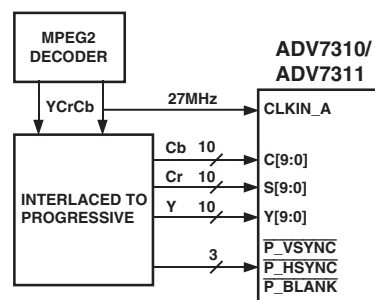 MPEG2
DECODER
ADV7310/
ADV7311
YCrCb
27MHz
CLKIN_A
Cb 10
C[9:0]
INTERLACED TO
PROGRESSIVE
Cr 10
S[9:0]
Y 10
Y[9:0]
3
P_VSYNC
P_HSYNC
P_BLANK